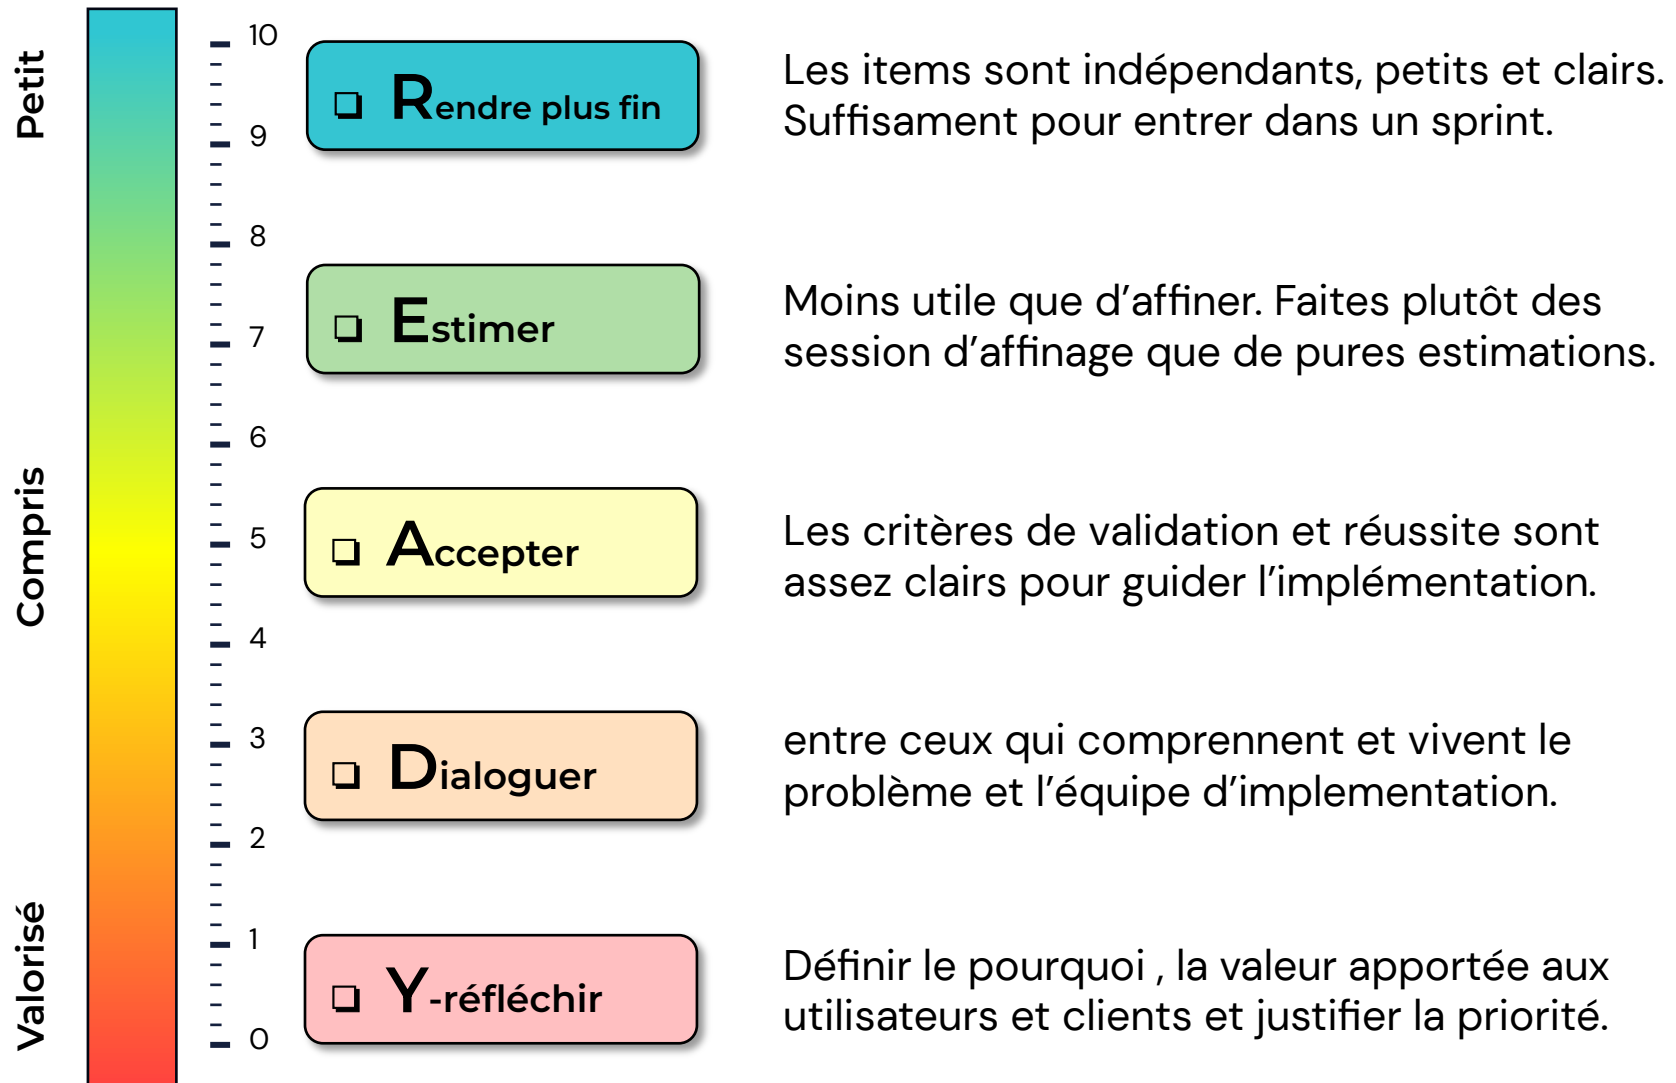 Petit
Compris
Valorisé
10
9
8
7
6
5
4
3
2
1
0
Rendre plus fin
Les items sont indépendants, petits et clairs.
Suffisament pour entrer dans un sprint.
Estimer
Moins utile que d’affiner. Faites plutôt des
session d’affinage que de pures estimations.
Accepter
Les critères de validation et réussite sont
assez clairs pour guider l’implémentation.
Dialoguer
entre ceux qui comprennent et vivent le
problème et l’équipe d’implementation.
Y-réfléchir
Définir le pourquoi , la valeur apportée aux
utilisateurs et clients et justifier la priorité.